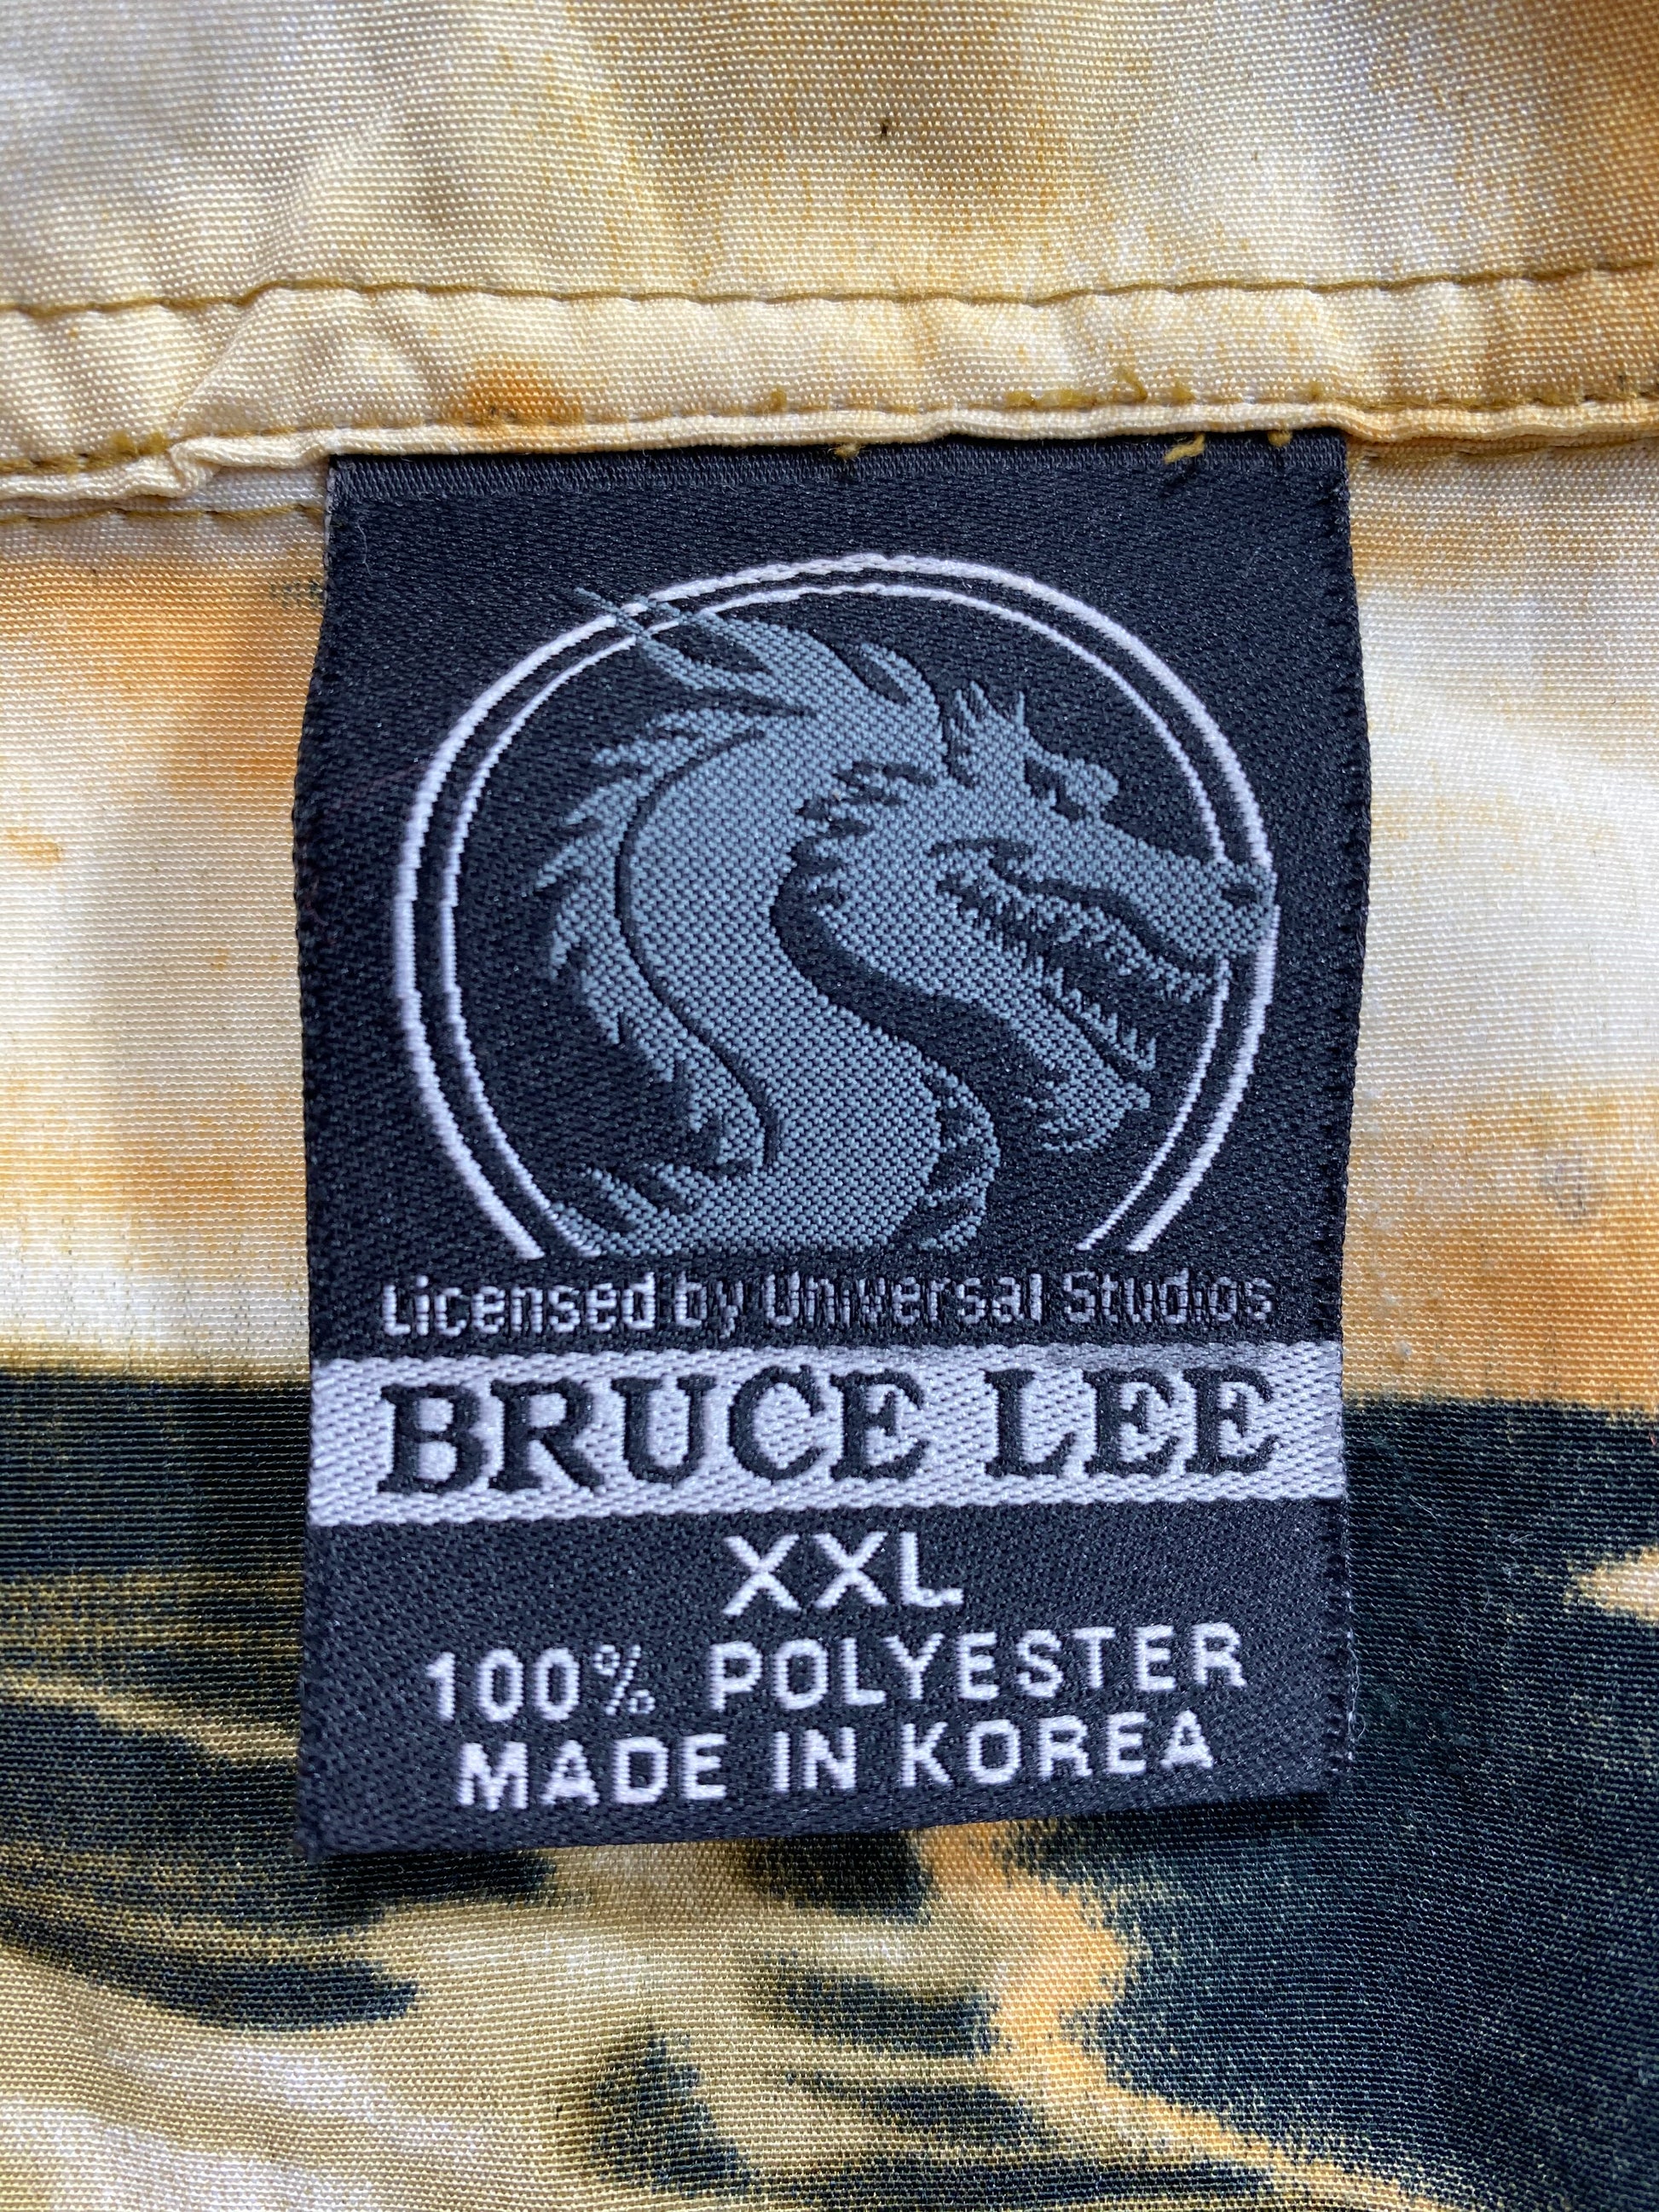 Licensed by Universal Studios
BRUCE LEE
XXL
100% POLYESTER
MADE IN KOREA